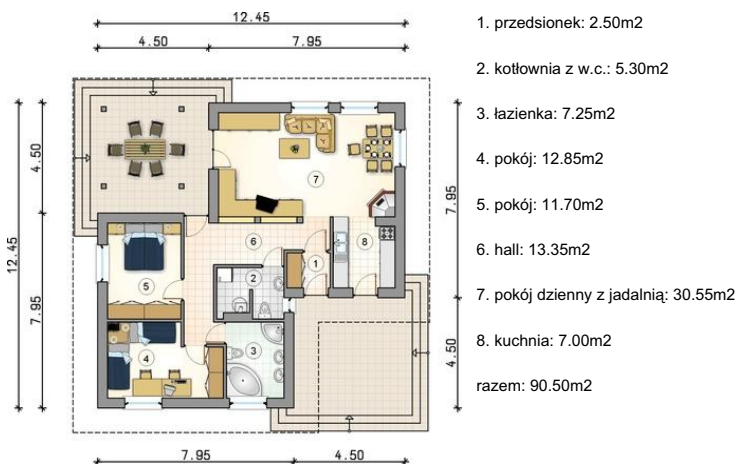 12.45
4.50 7.95
1. przedsionek: 2.50m2
2. kotłownia z w.c.: 5.30m2
3. łazienka: 7.25m2
4. pokój: 12.85m2
5. pokój: 11.70m2
6. hall: 13.35m2
7. pokój dzienny z jadalnią: 30.55m2
8. kuchnia: 7.00m2
razem: 90.50m2
12.45
4.50
7.95
7.95
4.50
7
6
8
1
2
5
3
4
7.95 4.50